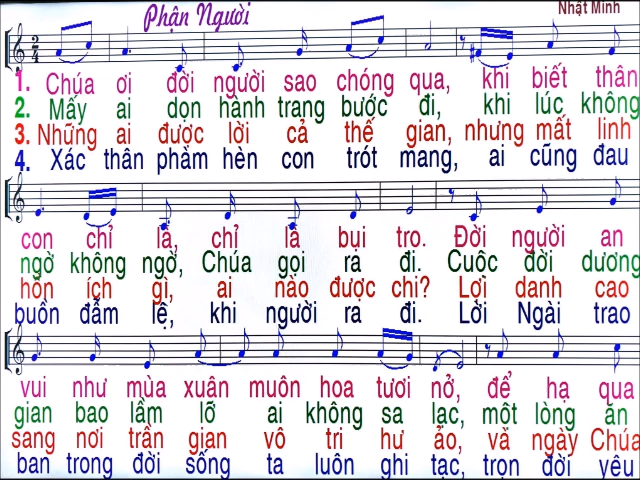 Phận Người
Nhật Minh
2
4
1. Chúa ơi đời người sao chóng qua, khi biết thân
2. Mấy ai dọn hành trang bước đi, khi lúc không
3. Những ai được lời cả thế gian, nhưng mất linh
4. Xác thân phàm hèn con trót mang, ai cũng đau
con chỉ là, chỉ là bụi tro. Đời người an
ngờ không ngờ, Chúa gọi ra đi. Cuộc đời dương
hồn ích gì, ai nào được chi? Lợi danh cao
buồn đẫm lệ, khi người ra đi. Lời Ngài trao
vui như mùa xuân muôn hoa tươi nở, để hạ qua
gian bao lầm lỡ ai không sa lạc, một lòng ăn
sang nơi trần gian vô tri hư ảo, và ngày Chúa
ban trong đời sống ta luôn ghi tạc, trọn đời yêu